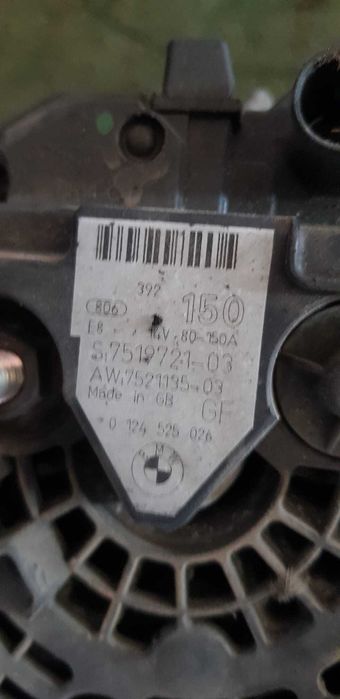 392
150
806
E8 - - 14V 80-150A
S:7519721-03
AW:7521135-03
Made in GB
GF
0 124 525 026
BMW